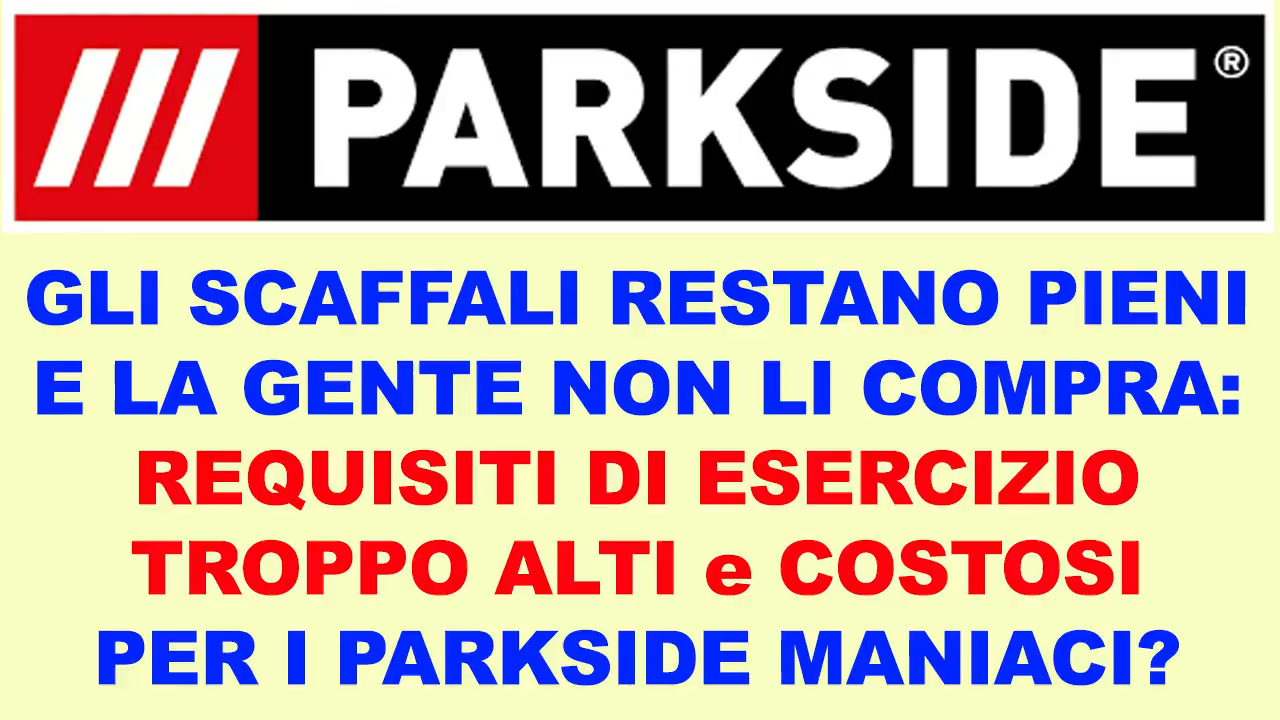 PARKSIDE®
GLI SCAFFALI RESTANO PIENI
E LA GENTE NON LI COMPRA:
REQUISITI DI ESERCIZIO
TROPPO ALTI e COSTOSI
PER I PARKSIDE MANIACI?